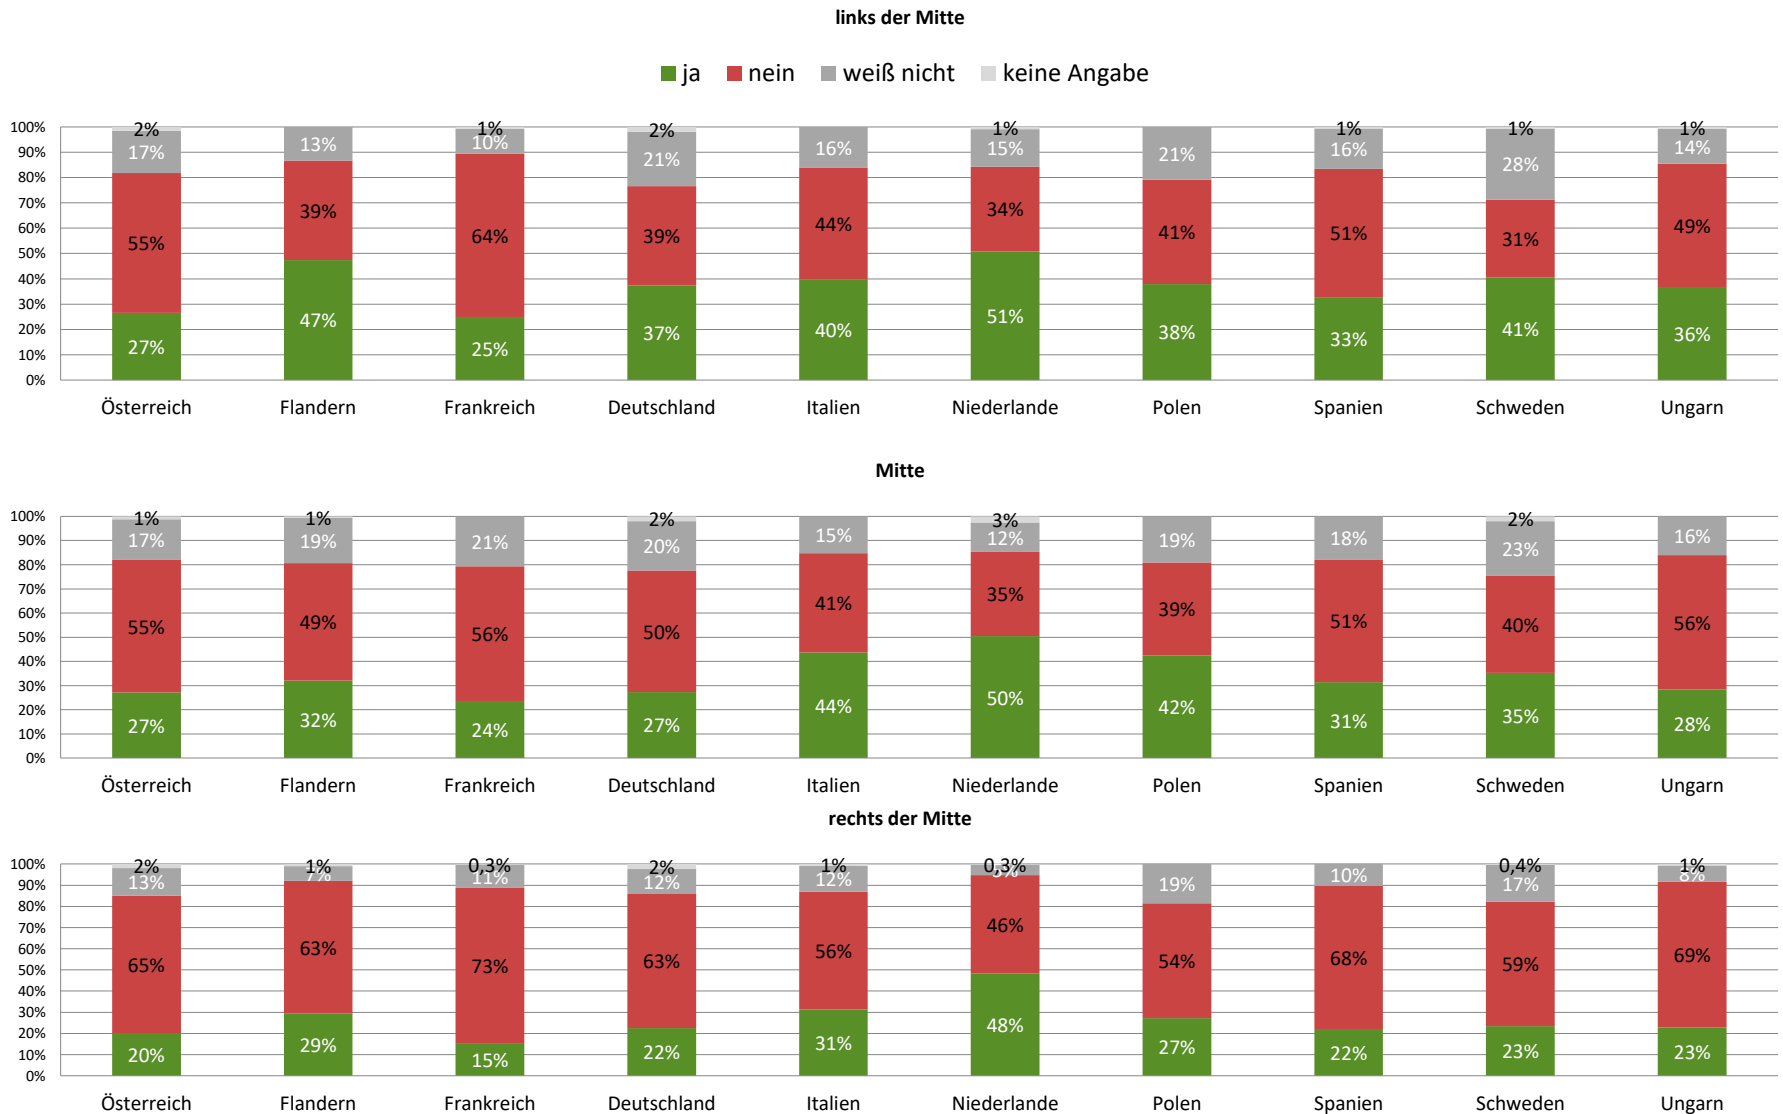 links der Mitte
ja nein weiß nicht keine Angabe
100% 2% 1% 2% 1% 1% 1% 1%
90% 17% 13% 10% 21% 16% 15% 21% 16% 28% 14%
80%
70% 39% 34%
60% 55% 64% 39% 44% 41% 51% 31% 49%
50%
40%
30% 47% 37% 40% 51% 38% 41% 36%
20% 27% 25% 33%
10%
0%
Österreich Flandern Frankreich Deutschland Italien Niederlande Polen Spanien Schweden Ungarn
Mitte
100% 1% 1% 2% 3% 2%
90% 17% 19% 21% 20% 15% 12% 19% 18% 23% 16%
80%
70% 35%
60% 55% 49% 56% 50% 41% 39% 51% 40% 56%
50%
40%
30%
20% 32% 44% 50% 42% 31% 35%
10% 27% 24% 27% 28%
0%
Österreich Flandern Frankreich Deutschland Italien Niederlande Polen Spanien Schweden Ungarn
rechts der Mitte
100% 2% 1% 0,3% 2% 1% 0,3% 0,4% 1%
90% 13% 7% 11% 12% 12% 19% 10% 17% 8%
80%
70% 46%
60% 65% 63% 73% 63% 56% 54% 68% 59% 69%
50%
40%
30%
20% 29% 31% 48% 27%
10% 20% 15% 22% 22% 23% 23%
0%
Österreich Flandern Frankreich Deutschland Italien Niederlande Polen Spanien Schweden Ungarn